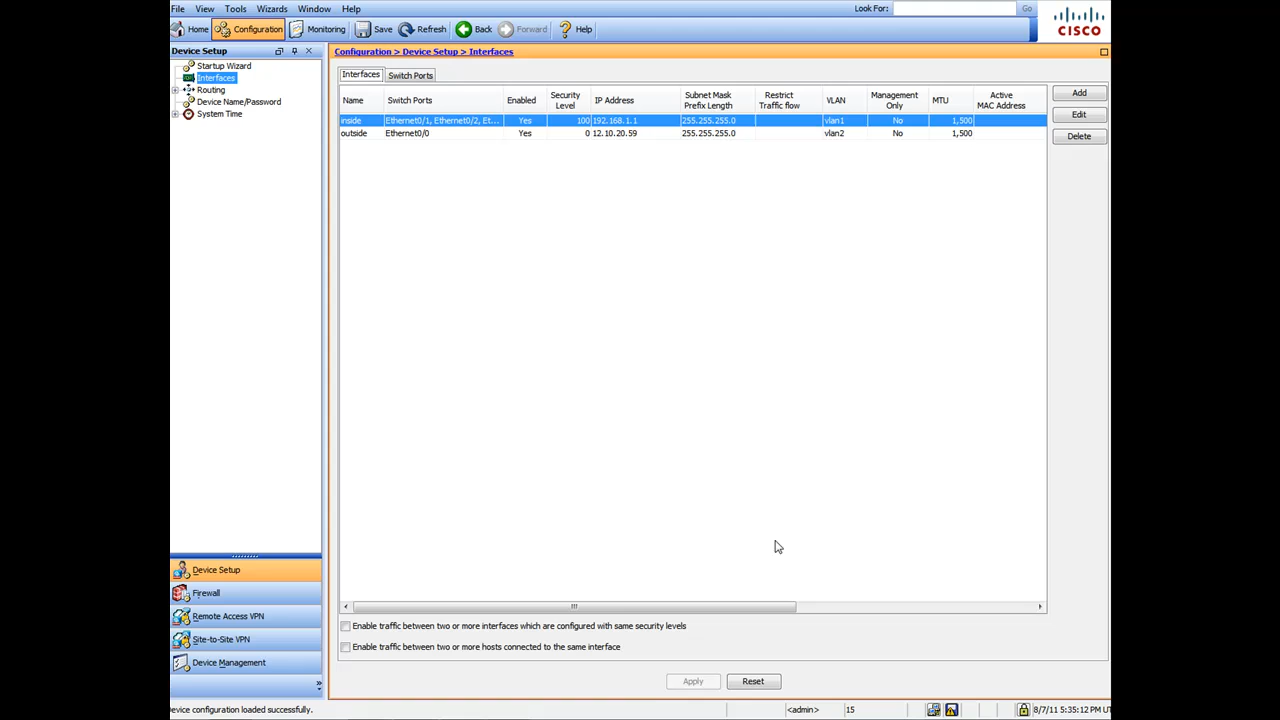 File View Tools Wizards Window Help Look For: Go
Home Configuration Monitoring Save Refresh Back Forward Help
CISCO
Device Setup
Startup Wizard
Interfaces
Routing
Device Name/Password
System Time
Configuration > Device Setup > Interfaces
Interfaces Switch Ports
Name Switch Ports Enabled Security Level IP Address Subnet Mask Prefix Length Restrict Traffic flow VLAN Management Only MTU Active MAC Address
inside Ethernet0/1, Ethernet0/2, Et... Yes 100 192.168.1.1 255.255.255.0 vlan1 No 1,500
outside Ethernet0/0 Yes 0 12.10.20.59 255.255.255.0 vlan2 No 1,500
Add
Edit
Delete
Device Setup
Firewall
Remote Access VPN
Site-to-Site VPN
Device Management
Enable traffic between two or more interfaces which are configured with same security levels
Enable traffic between two or more hosts connected to the same interface
Apply Reset
Device configuration loaded successfully. <admin> 15 8/7/11 5:35:12 PM U